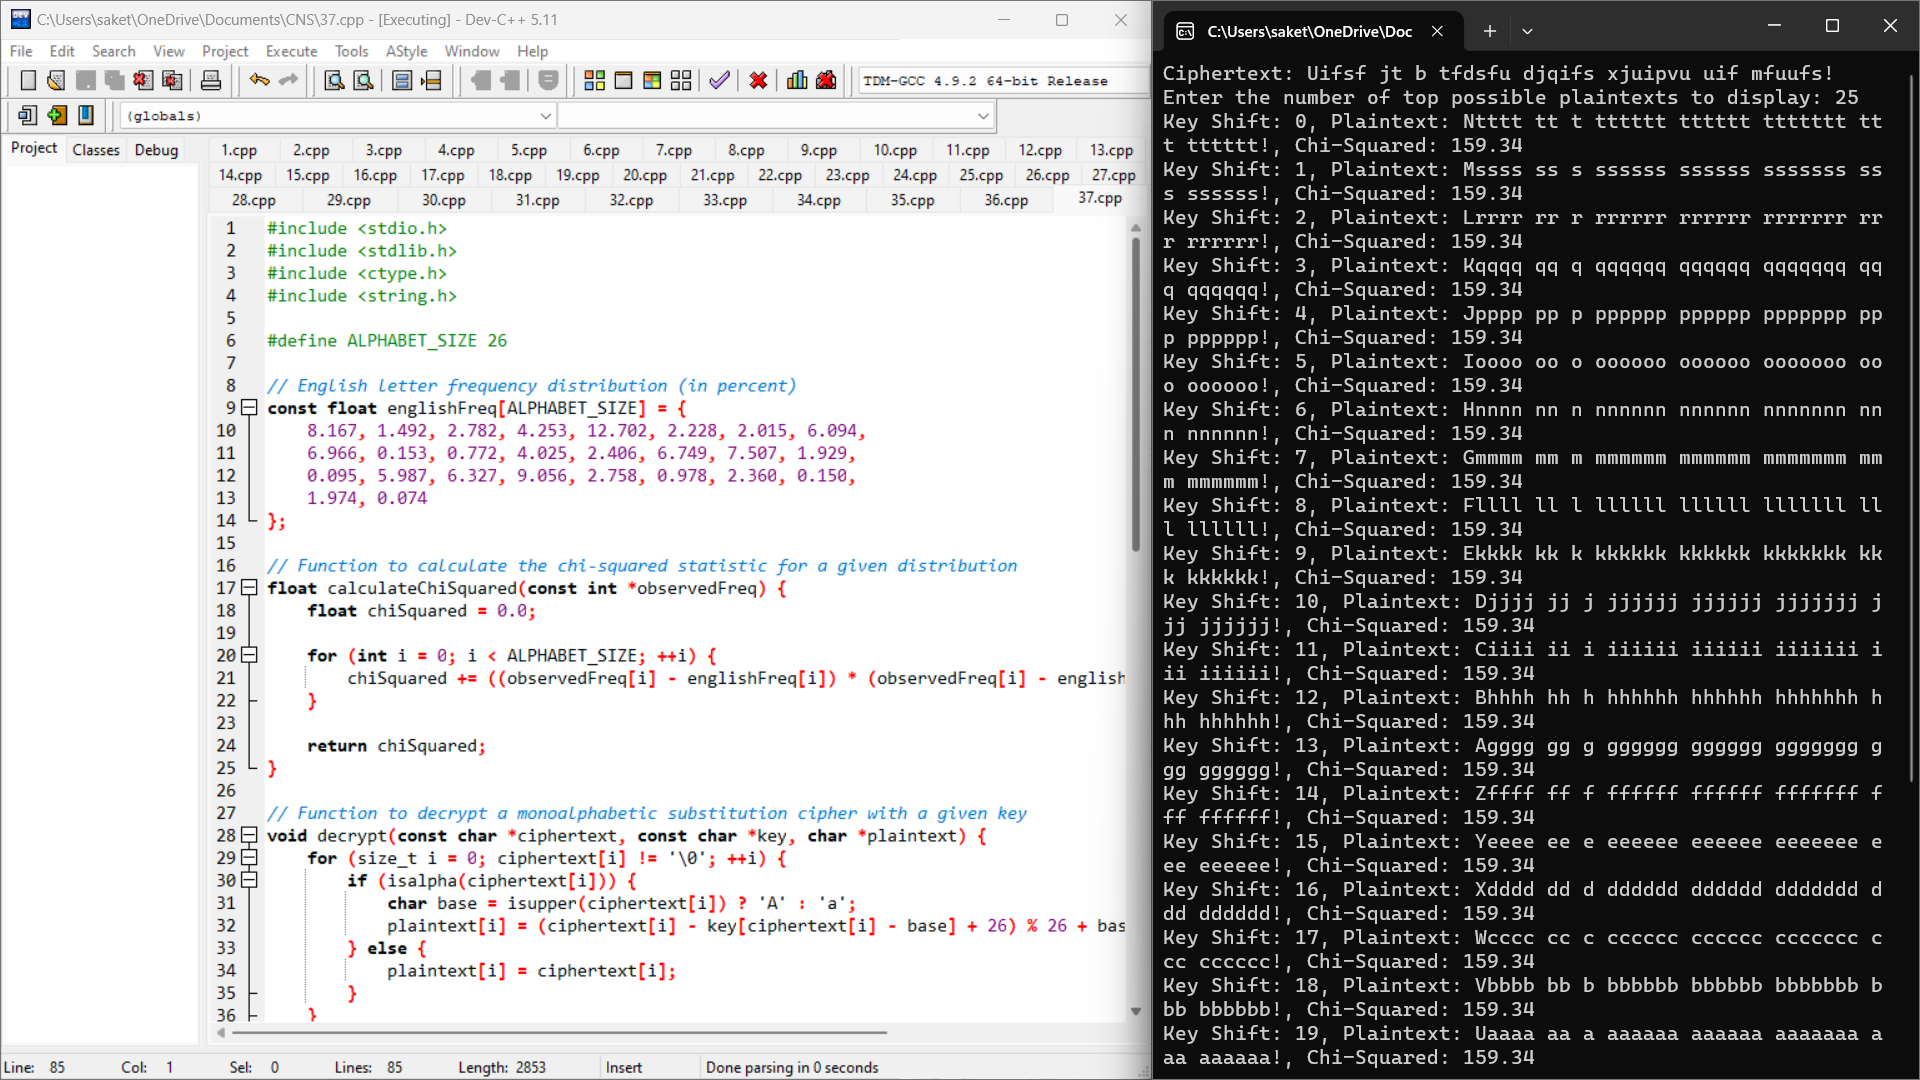 C:\Users\saket\OneDrive\Documents\CNS\37.cpp - [Executing] - Dev-C++ 5.11
File Edit Search View Project Execute Tools AStyle Window Help
TDM-GCC 4.9.2 64-bit Release
(globals)
Project Classes Debug
1.cpp 2.cpp 3.cpp 4.cpp 5.cpp 6.cpp 7.cpp 8.cpp 9.cpp 10.cpp 11.cpp 12.cpp 13.cpp
14.cpp 15.cpp 16.cpp 17.cpp 18.cpp 19.cpp 20.cpp 21.cpp 22.cpp 23.cpp 24.cpp 25.cpp 26.cpp 27.cpp
28.cpp 29.cpp 30.cpp 31.cpp 32.cpp 33.cpp 34.cpp 35.cpp 36.cpp 37.cpp
1 #include <stdio.h>
2 #include <stdlib.h>
3 #include <ctype.h>
4 #include <string.h>
5
6 #define ALPHABET_SIZE 26
7
8 // English letter frequency distribution (in percent)
9 const float englishFreq[ALPHABET_SIZE] = {
10 8.167, 1.492, 2.782, 4.253, 12.702, 2.228, 2.015, 6.094,
11 6.966, 0.153, 0.772, 4.025, 2.406, 6.749, 7.507, 1.929,
12 0.095, 5.987, 6.327, 9.056, 2.758, 0.978, 2.360, 0.150,
13 1.974, 0.074
14 };
15
16 // Function to calculate the chi-squared statistic for a given distribution
17 float calculateChiSquared(const int *observedFreq) {
18 float chiSquared = 0.0;
19
20 for (int i = 0; i < ALPHABET_SIZE; ++i) {
21 chiSquared += ((observedFreq[i] - englishFreq[i]) * (observedFreq[i] - english
22 }
23
24 return chiSquared;
25 }
26
27 // Function to decrypt a monoalphabetic substitution cipher with a given key
28 void decrypt(const char *ciphertext, const char *key, char *plaintext) {
29 for (size_t i = 0; ciphertext[i] != '\0'; ++i) {
30 if (isalpha(ciphertext[i])) {
31 char base = isupper(ciphertext[i]) ? 'A' : 'a';
32 plaintext[i] = (ciphertext[i] - key[ciphertext[i] - base] + 26) % 26 + bas
33 } else {
34 plaintext[i] = ciphertext[i];
35 }
36 }
Line: 85 Col: 1 Sel: 0 Lines: 85 Length: 2853 Insert Done parsing in 0 seconds
C:\Users\saket\OneDrive\Doc
Ciphertext: Uifsf jt b tfdsfu djqifs xjuipvu uif mfuufs!
Enter the number of top possible plaintexts to display: 25
Key Shift: 0, Plaintext: Ntttt tt t tttttt tttttt ttttttt tt
t tttttt!, Chi-Squared: 159.34
Key Shift: 1, Plaintext: Mssss ss s ssssss ssssss sssssss ss
s ssssss!, Chi-Squared: 159.34
Key Shift: 2, Plaintext: Lrrrr rr r rrrrrr rrrrrr rrrrrrr rr
r rrrrrr!, Chi-Squared: 159.34
Key Shift: 3, Plaintext: Kqqqq qq q qqqqqq qqqqqq qqqqqqq qq
q qqqqqq!, Chi-Squared: 159.34
Key Shift: 4, Plaintext: Jpppp pp p pppppp pppppp ppppppp pp
p pppppp!, Chi-Squared: 159.34
Key Shift: 5, Plaintext: Ioooo oo o oooooo oooooo ooooooo oo
o oooooo!, Chi-Squared: 159.34
Key Shift: 6, Plaintext: Hnnnn nn n nnnnnn nnnnnn nnnnnnn nn
n nnnnnn!, Chi-Squared: 159.34
Key Shift: 7, Plaintext: Gmmmm mm m mmmmmm mmmmmm mmmmmmm mm
m mmmmmm!, Chi-Squared: 159.34
Key Shift: 8, Plaintext: Fllll ll l llllll llllll lllllll ll
l llllll!, Chi-Squared: 159.34
Key Shift: 9, Plaintext: Ekkkk kk k kkkkkk kkkkkk kkkkkkk kk
k kkkkkk!, Chi-Squared: 159.34
Key Shift: 10, Plaintext: Djjjj jj j jjjjjj jjjjjj jjjjjjj j
jj jjjjjj!, Chi-Squared: 159.34
Key Shift: 11, Plaintext: Ciiii ii i iiiiii iiiiii iiiiiii i
ii iiiiii!, Chi-Squared: 159.34
Key Shift: 12, Plaintext: Bhhhh hh h hhhhhh hhhhhh hhhhhhh h
hh hhhhhh!, Chi-Squared: 159.34
Key Shift: 13, Plaintext: Agggg gg g gggggg gggggg ggggggg g
gg gggggg!, Chi-Squared: 159.34
Key Shift: 14, Plaintext: Zffff ff f ffffff ffffff fffffff f
ff ffffff!, Chi-Squared: 159.34
Key Shift: 15, Plaintext: Yeeee ee e eeeeee eeeeee eeeeeee e
ee eeeeee!, Chi-Squared: 159.34
Key Shift: 16, Plaintext: Xdddd dd d dddddd dddddd ddddddd d
dd dddddd!, Chi-Squared: 159.34
Key Shift: 17, Plaintext: Wcccc cc c cccccc cccccc ccccccc c
cc cccccc!, Chi-Squared: 159.34
Key Shift: 18, Plaintext: Vbbbb bb b bbbbbb bbbbbb bbbbbbb b
bb bbbbbb!, Chi-Squared: 159.34
Key Shift: 19, Plaintext: Uaaaa aa a aaaaaa aaaaaa aaaaaaa a
aa aaaaaa!, Chi-Squared: 159.34